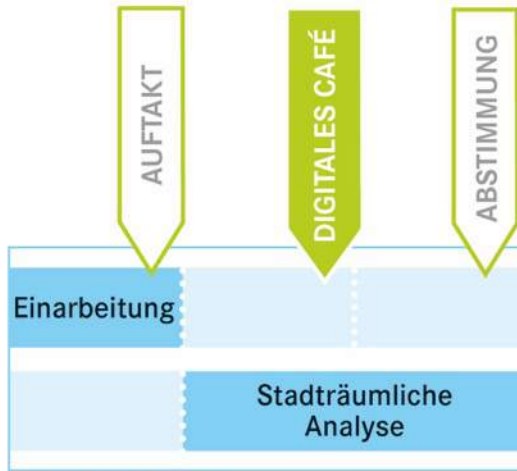 AUFTAKT
DIGITALES CAFÉ
ABSTIMMUNG
Einarbeitung
Stadträumliche
Analyse